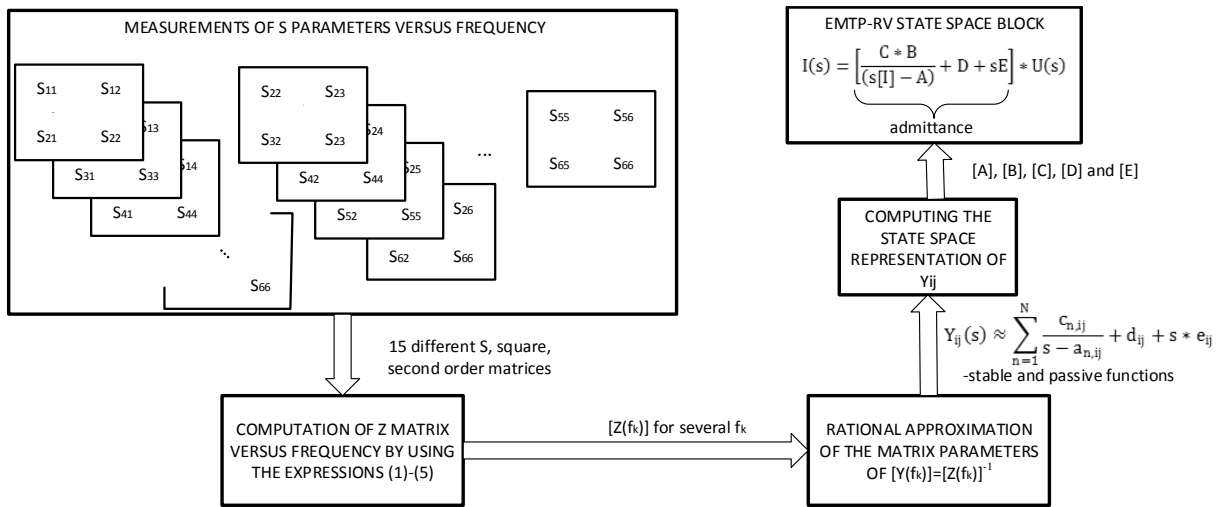 MEASUREMENTS OF S PARAMETERS VERSUS FREQUENCY
S11 S12
S21 S22
S13
S31 S33
S14
S41 S44
...
S66
S22 S23
S32 S23
S24
S42 S44
S25
S52 S55
S26
S62 S66
...
S55 S56
S65 S66
15 different S, square,
second order matrices
COMPUTATION OF Z MATRIX
VERSUS FREQUENCY BY USING
THE EXPRESSIONS (1)-(5)
[Z(fk)] for several fk
RATIONAL APPROXIMATION
OF THE MATRIX PARAMETERS
OF [Y(fk)]=[Z(fk)]⁻¹
Yij(s) ≈ ∑ (n=1 to N) cn,ij / (s − an,ij) + dij + s * eij
-stable and passive functions
COMPUTING THE
STATE SPACE
REPRESENTATION OF
Yij
[A], [B], [C], [D] and [E]
EMTP-RV STATE SPACE BLOCK
I(s) = [C * B / (s[I] − A) + D + sE] * U(s)
admittance